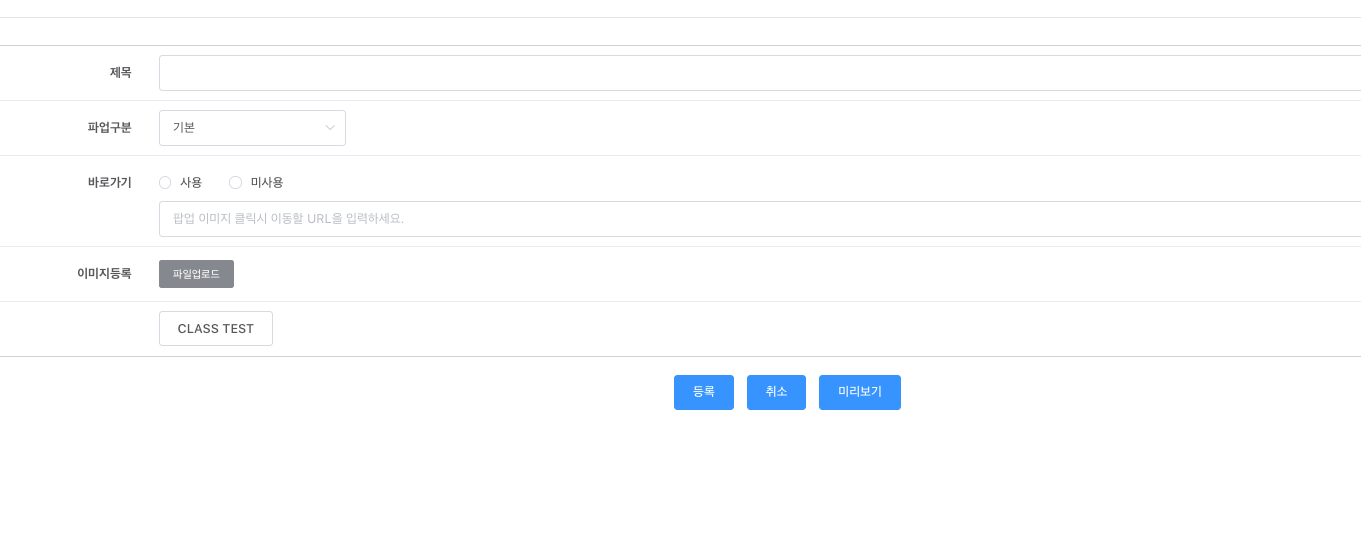 제목
파업구분
기본
바로가기
사용 미사용
팝업 이미지 클릭시 이동할 URL을 입력하세요.
이미지등록
파일업로드
CLASS TEST
등록 취소 미리보기